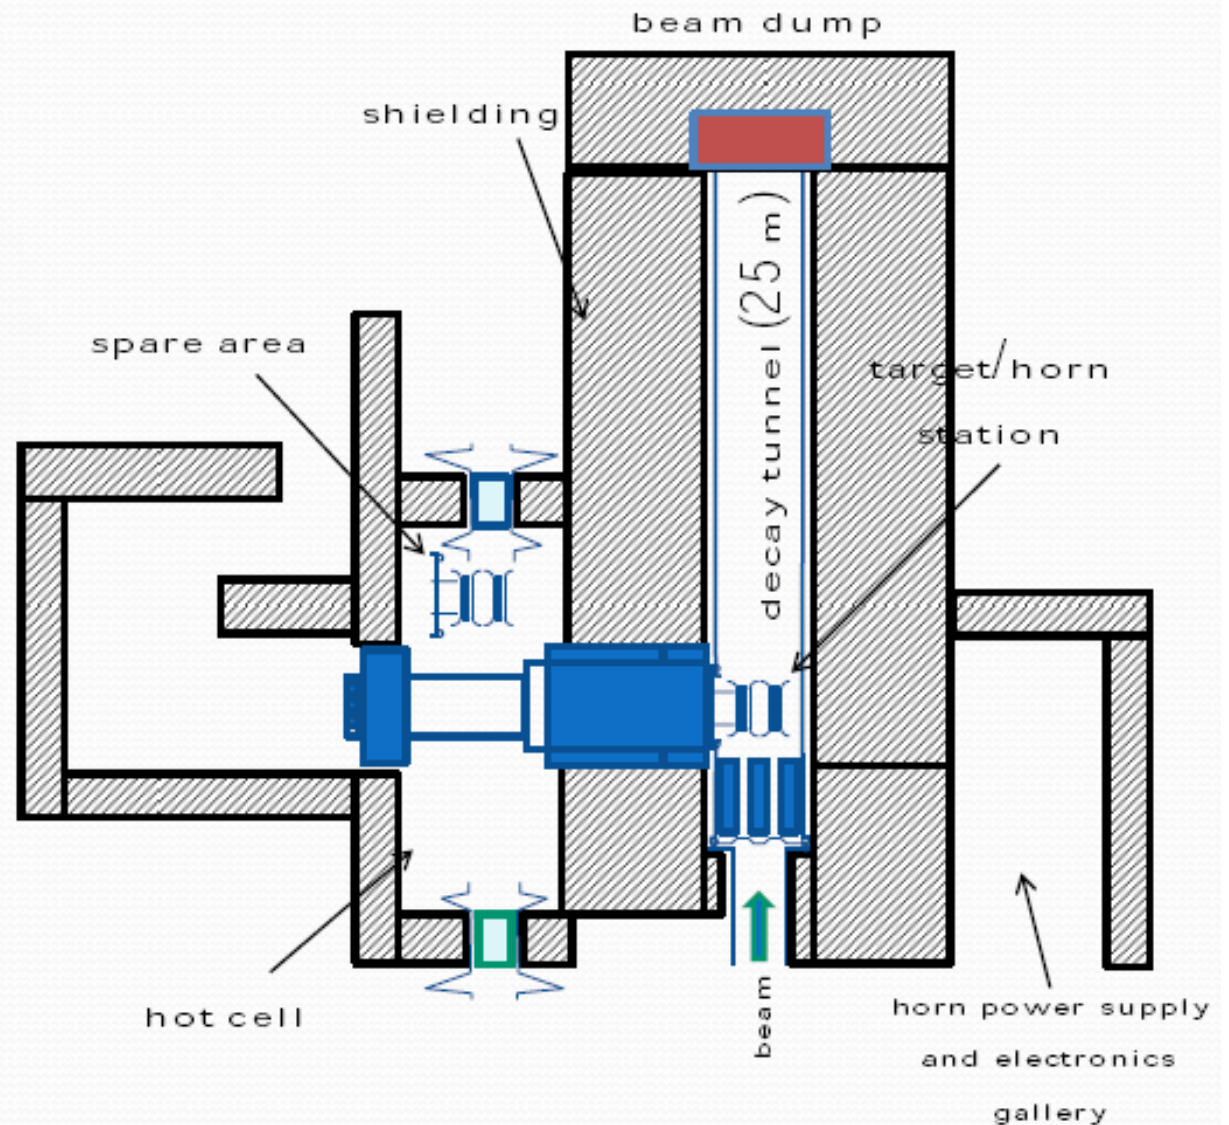 beam dump
shielding
spare area
decay tunnel (25 m)
target/horn
station
hot cell
beam
horn power supply
and electronics
gallery